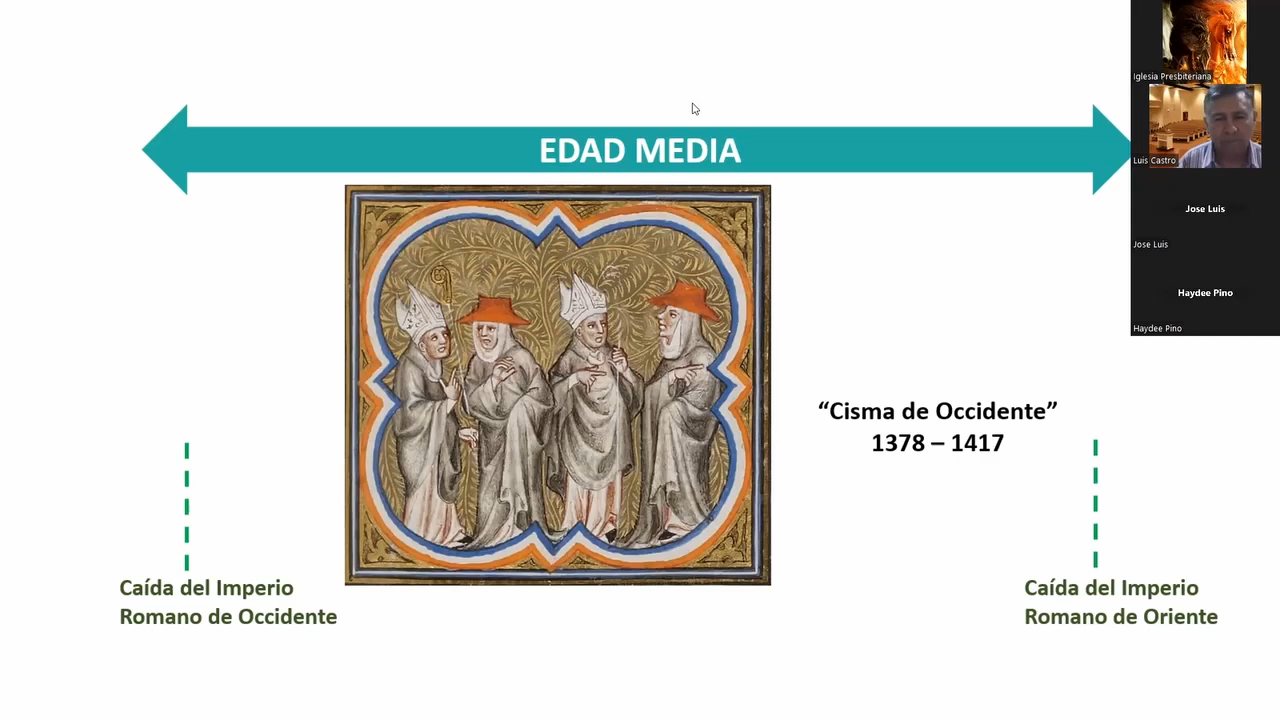 EDAD MEDIA
“Cisma de Occidente”
1378 – 1417
Caída del Imperio
Romano de Occidente
Caída del Imperio
Romano de Oriente
Iglesia Presbiteriana
Luis Castro
Jose Luis
Jose Luis
Haydee Pino
Haydee Pino